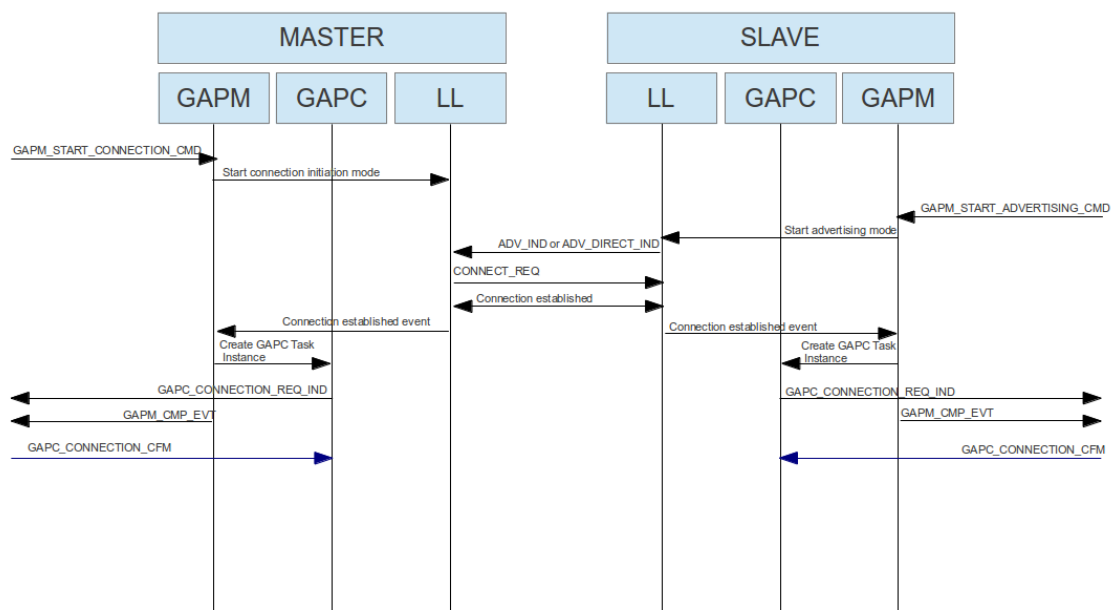 MASTER
SLAVE
GAPM
GAPC
LL
LL
GAPC
GAPM
GAPM_START_CONNECTION_CMD
Start connection initiation mode
GAPM_START_ADVERTISING_CMD
Start advertising mode
ADV_IND or ADV_DIRECT_IND
CONNECT_REQ
Connection established
Connection established event
Connection established event
Create GAPC Task
Instance
Create GAPC Task
Instance
GAPC_CONNECTION_REQ_IND
GAPC_CONNECTION_REQ_IND
GAPM_CMP_EVT
GAPM_CMP_EVT
GAPC_CONNECTION_CFM
GAPC_CONNECTION_CFM